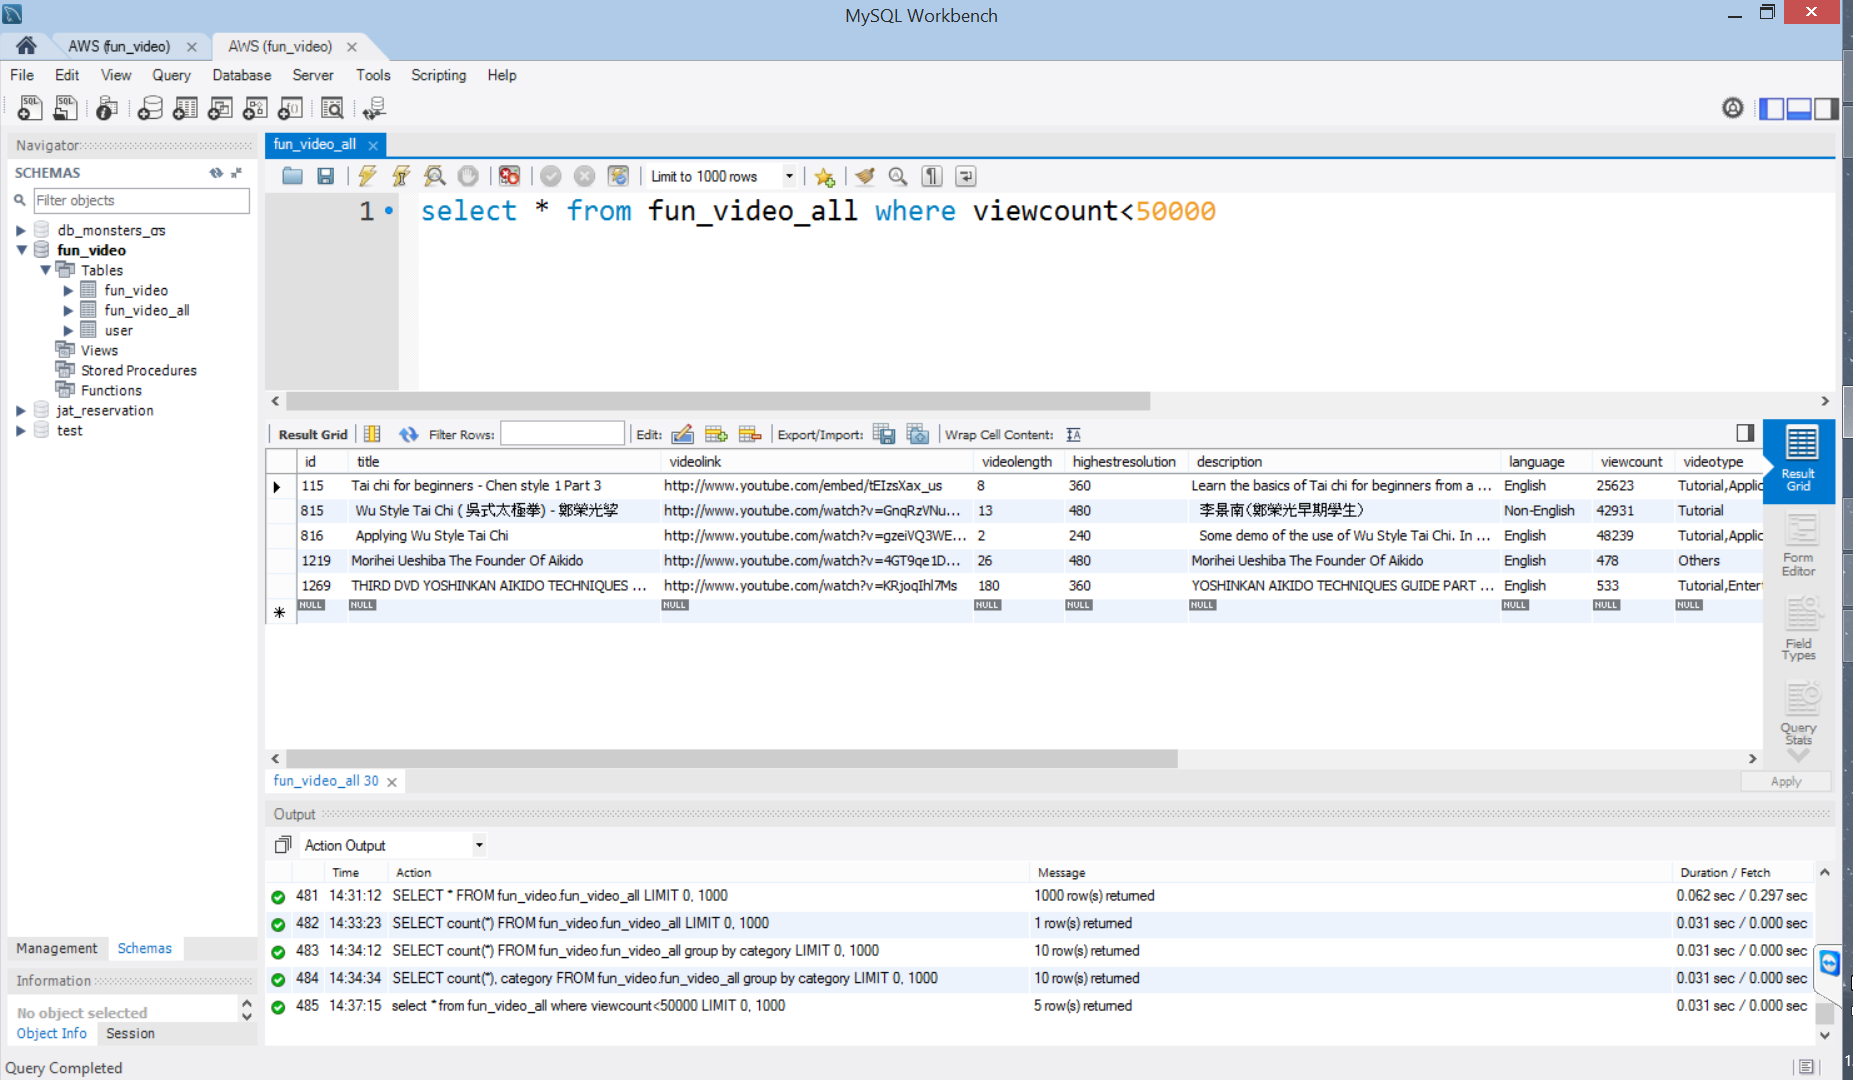 MySQL Workbench
AWS (fun_video)
AWS (fun_video)
File Edit View Query Database Server Tools Scripting Help
Navigator
SCHEMAS
Filter objects
fun_video
Tables
fun_video
fun_video_all
user
Views
Stored Procedures
Functions
jat_reservation
test
Management Schemas
Information
No object selected
Object Info Session
Query Completed
fun_video_all
Limit to 1000 rows
1 select * from fun_video_all where viewcount<50000
Result Grid Filter Rows: Edit: Export/Import: Wrap Cell Content:
id title videolink videolength highestresolution description language viewcount videotype
115 Tai chi for beginners - Chen style 1 Part 3 http://www.youtube.com/embed/tEIzsXax_us 8 360 Learn the basics of Tai chi for beginners from a ... English 25623 Tutorial,Applic
815 Wu Style Tai Chi ( 吳式太極拳) - 鄭榮光 http://www.youtube.com/watch?v=GnqRzVNu... 13 480 李景南(鄭榮光早期學生) Non-English 42931 Tutorial
816 Applying Wu Style Tai Chi http://www.youtube.com/watch?v=gzeiVQ3WE... 2 240 Some demo of the use of Wu Style Tai Chi. In ... English 48239 Tutorial,Applic
1219 Morihei Ueshiba The Founder Of Aikido http://www.youtube.com/watch?v=4GT9qe1D... 26 480 Morihei Ueshiba The Founder Of Aikido English 478 Others
1269 THIRD DVD YOSHINKAN AIKIDO TECHNIQUES ... http://www.youtube.com/watch?v=KRjoqIhl7Ms 180 360 YOSHINKAN AIKIDO TECHNIQUES GUIDE PART ... English 533 Tutorial,Entert
NULL NULL NULL NULL NULL NULL NULL NULL NULL
Result Grid
Form Editor
Field Types
Query Stats
fun_video_all 30
Apply
Output
Action Output
Time Action Message Duration / Fetch
481 14:31:12 SELECT * FROM fun_video.fun_video_all LIMIT 0, 1000 1000 row(s) returned 0.062 sec / 0.297 sec
482 14:33:23 SELECT count(*) FROM fun_video.fun_video_all LIMIT 0, 1000 1 row(s) returned 0.031 sec / 0.000 sec
483 14:34:12 SELECT count(*) FROM fun_video.fun_video_all group by category LIMIT 0, 1000 10 row(s) returned 0.031 sec / 0.000 sec
484 14:34:34 SELECT count(*), category FROM fun_video.fun_video_all group by category LIMIT 0, 1000 10 row(s) returned 0.031 sec / 0.000 sec
485 14:37:15 select * from fun_video_all where viewcount<50000 LIMIT 0, 1000 5 row(s) returned 0.031 sec / 0.000 sec